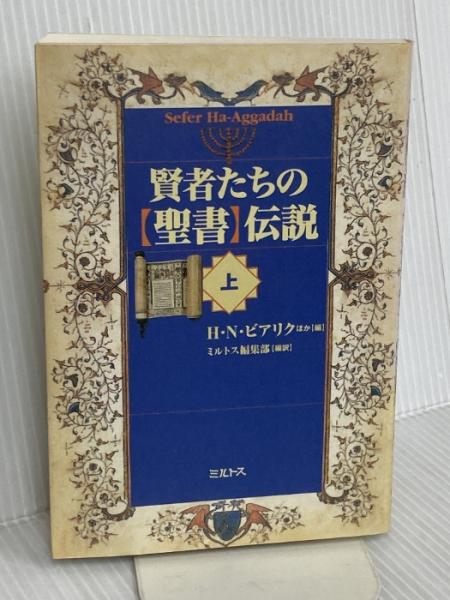 Sefer Ha-Aggadah
賢者たちの
【聖書】伝説
上
H・N・ビアリク ほか[編]
ミルトス編集部[編訳]
ミルトス